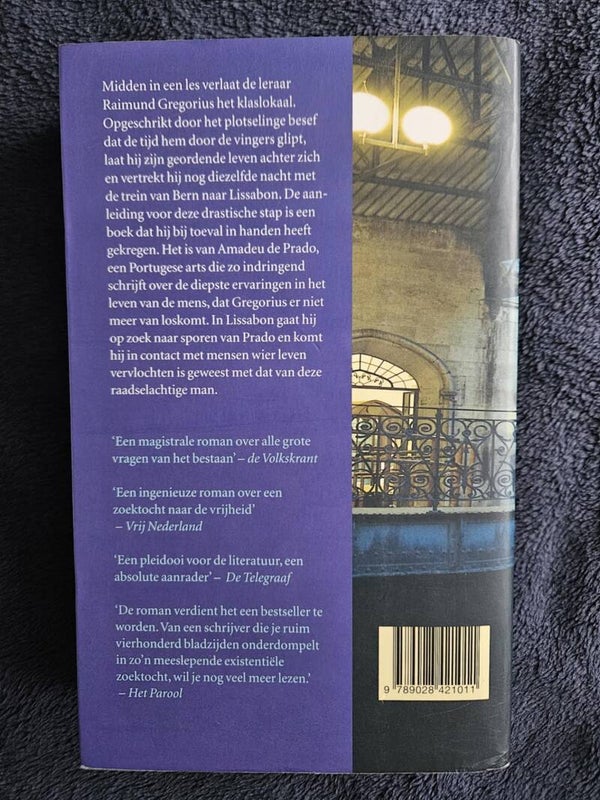 Midden in een les verlaat de leraar
Raimund Gregorius het klaslokaal.
Opgeschrikt door het plotselinge besef
dat de tijd hem door de vingers glipt,
laat hij zijn geordende leven achter zich
en vertrekt hij nog diezelfde nacht met
de trein van Bern naar Lissabon. De aan-
leiding voor deze drastische stap is een
boek dat hij bij toeval in handen heeft
gekregen. Het is van Amadeu de Prado,
een Portugese arts die zo indringend
schrijft over de diepste ervaringen in het
leven van de mens, dat Gregorius er niet
meer van loskomt. In Lissabon gaat hij
op zoek naar sporen van Prado en komt
hij in contact met mensen wier leven
vervlochten is geweest met dat van deze
raadselachtige man.
‘Een magistrale roman over alle grote
vragen van het bestaan’ – de Volkskrant
‘Een ingenieuze roman over een
zoektocht naar de vrijheid’
– Vrij Nederland
‘Een pleidooi voor de literatuur, een
absolute aanrader’ – De Telegraaf
‘De roman verdient het een bestseller te
worden. Van een schrijver die je ruim
vierhonderd bladzijden onderdompelt
in zo’n meeslepende existentiële
zoektocht, wil je nog veel meer lezen.’
– Het Parool
9 789028 421011